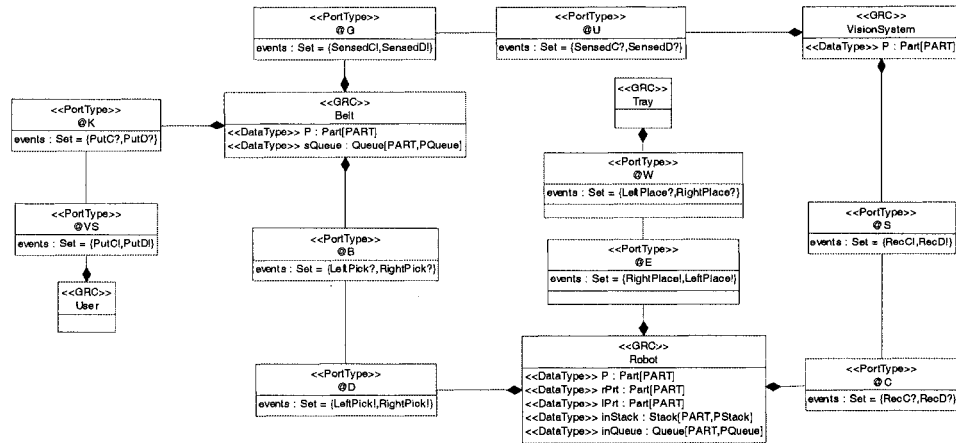 <<PortType>>
@G
events : Set = {SensedC!,SensedD!}
<<PortType>>
@U
events : Set = {SensedC?,SensedD?}
<<GRC>>
VisionSystem
<<DataType>> P : Part[PART]
<<PortType>>
@K
events : Set = {PutC?,PutD?}
<<GRC>>
Belt
<<DataType>> P : Part[PART]
<<DataType>> sQueue : Queue[PART,PQueue]
<<GRC>>
Tray
<<PortType>>
@W
events : Set = {LeftPlace?,RightPlace?}
<<PortType>>
@VS
events : Set = {PutC!,PutD!}
<<GRC>>
User
<<PortType>>
@B
events : Set = {LeftPick?,RightPick?}
<<PortType>>
@E
events : Set = {RightPlace!,LeftPlace!}
<<PortType>>
@S
events : Set = {RecC!,RecD!}
<<PortType>>
@D
events : Set = {LeftPick!,RightPick!}
<<GRC>>
Robot
<<DataType>> P : Part[PART]
<<DataType>> rPrt : Part[PART]
<<DataType>> lPrt : Part[PART]
<<DataType>> inStack : Stack[PART,PStack]
<<DataType>> inQueue : Queue[PART,PQueue]
<<PortType>>
@C
events : Set = {RecC?,RecD?}